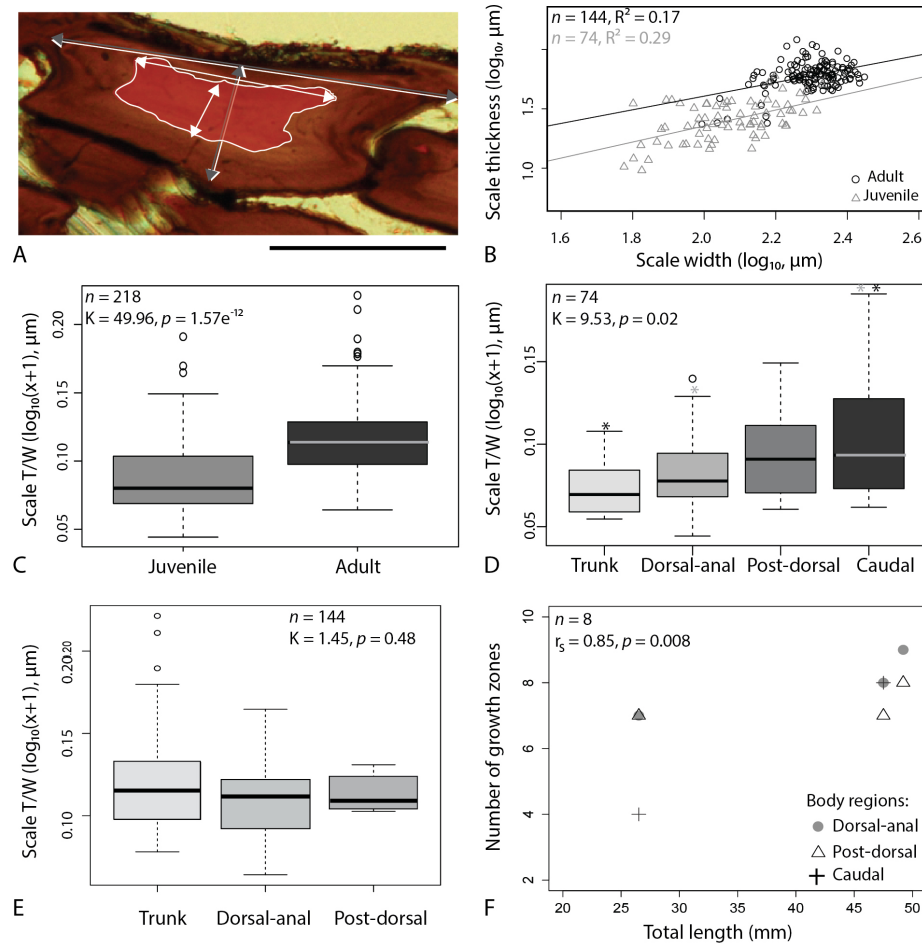 A
n = 144, R² = 0.17
n = 74, R² = 0.29
Scale thickness (log₁₀, µm)
1.5
1.0
Adult
Juvenile
1.6 1.8 2.0 2.2 2.4 2.6
B Scale width (log₁₀, µm)
n = 218
K = 49.96, p = 1.57e⁻¹²
Scale T/W (log₁₀(x+1), µm)
0.20
0.15
0.10
0.05
C Juvenile Adult
n = 74
K = 9.53, p = 0.02
Scale T/W (log₁₀(x+1), µm)
0.15
0.10
0.05
* * * *
D Trunk Dorsal-anal Post-dorsal Caudal
n = 144
K = 1.45, p = 0.48
Scale T/W (log₁₀(x+1), µm)
0.20
0.15
0.10
E Trunk Dorsal-anal Post-dorsal
n = 8
rₛ = 0.85, p = 0.008
Number of growth zones
10
8
6
4
2
Body regions:
Dorsal-anal
Post-dorsal
Caudal
20 25 30 35 40 45 50
F Total length (mm)